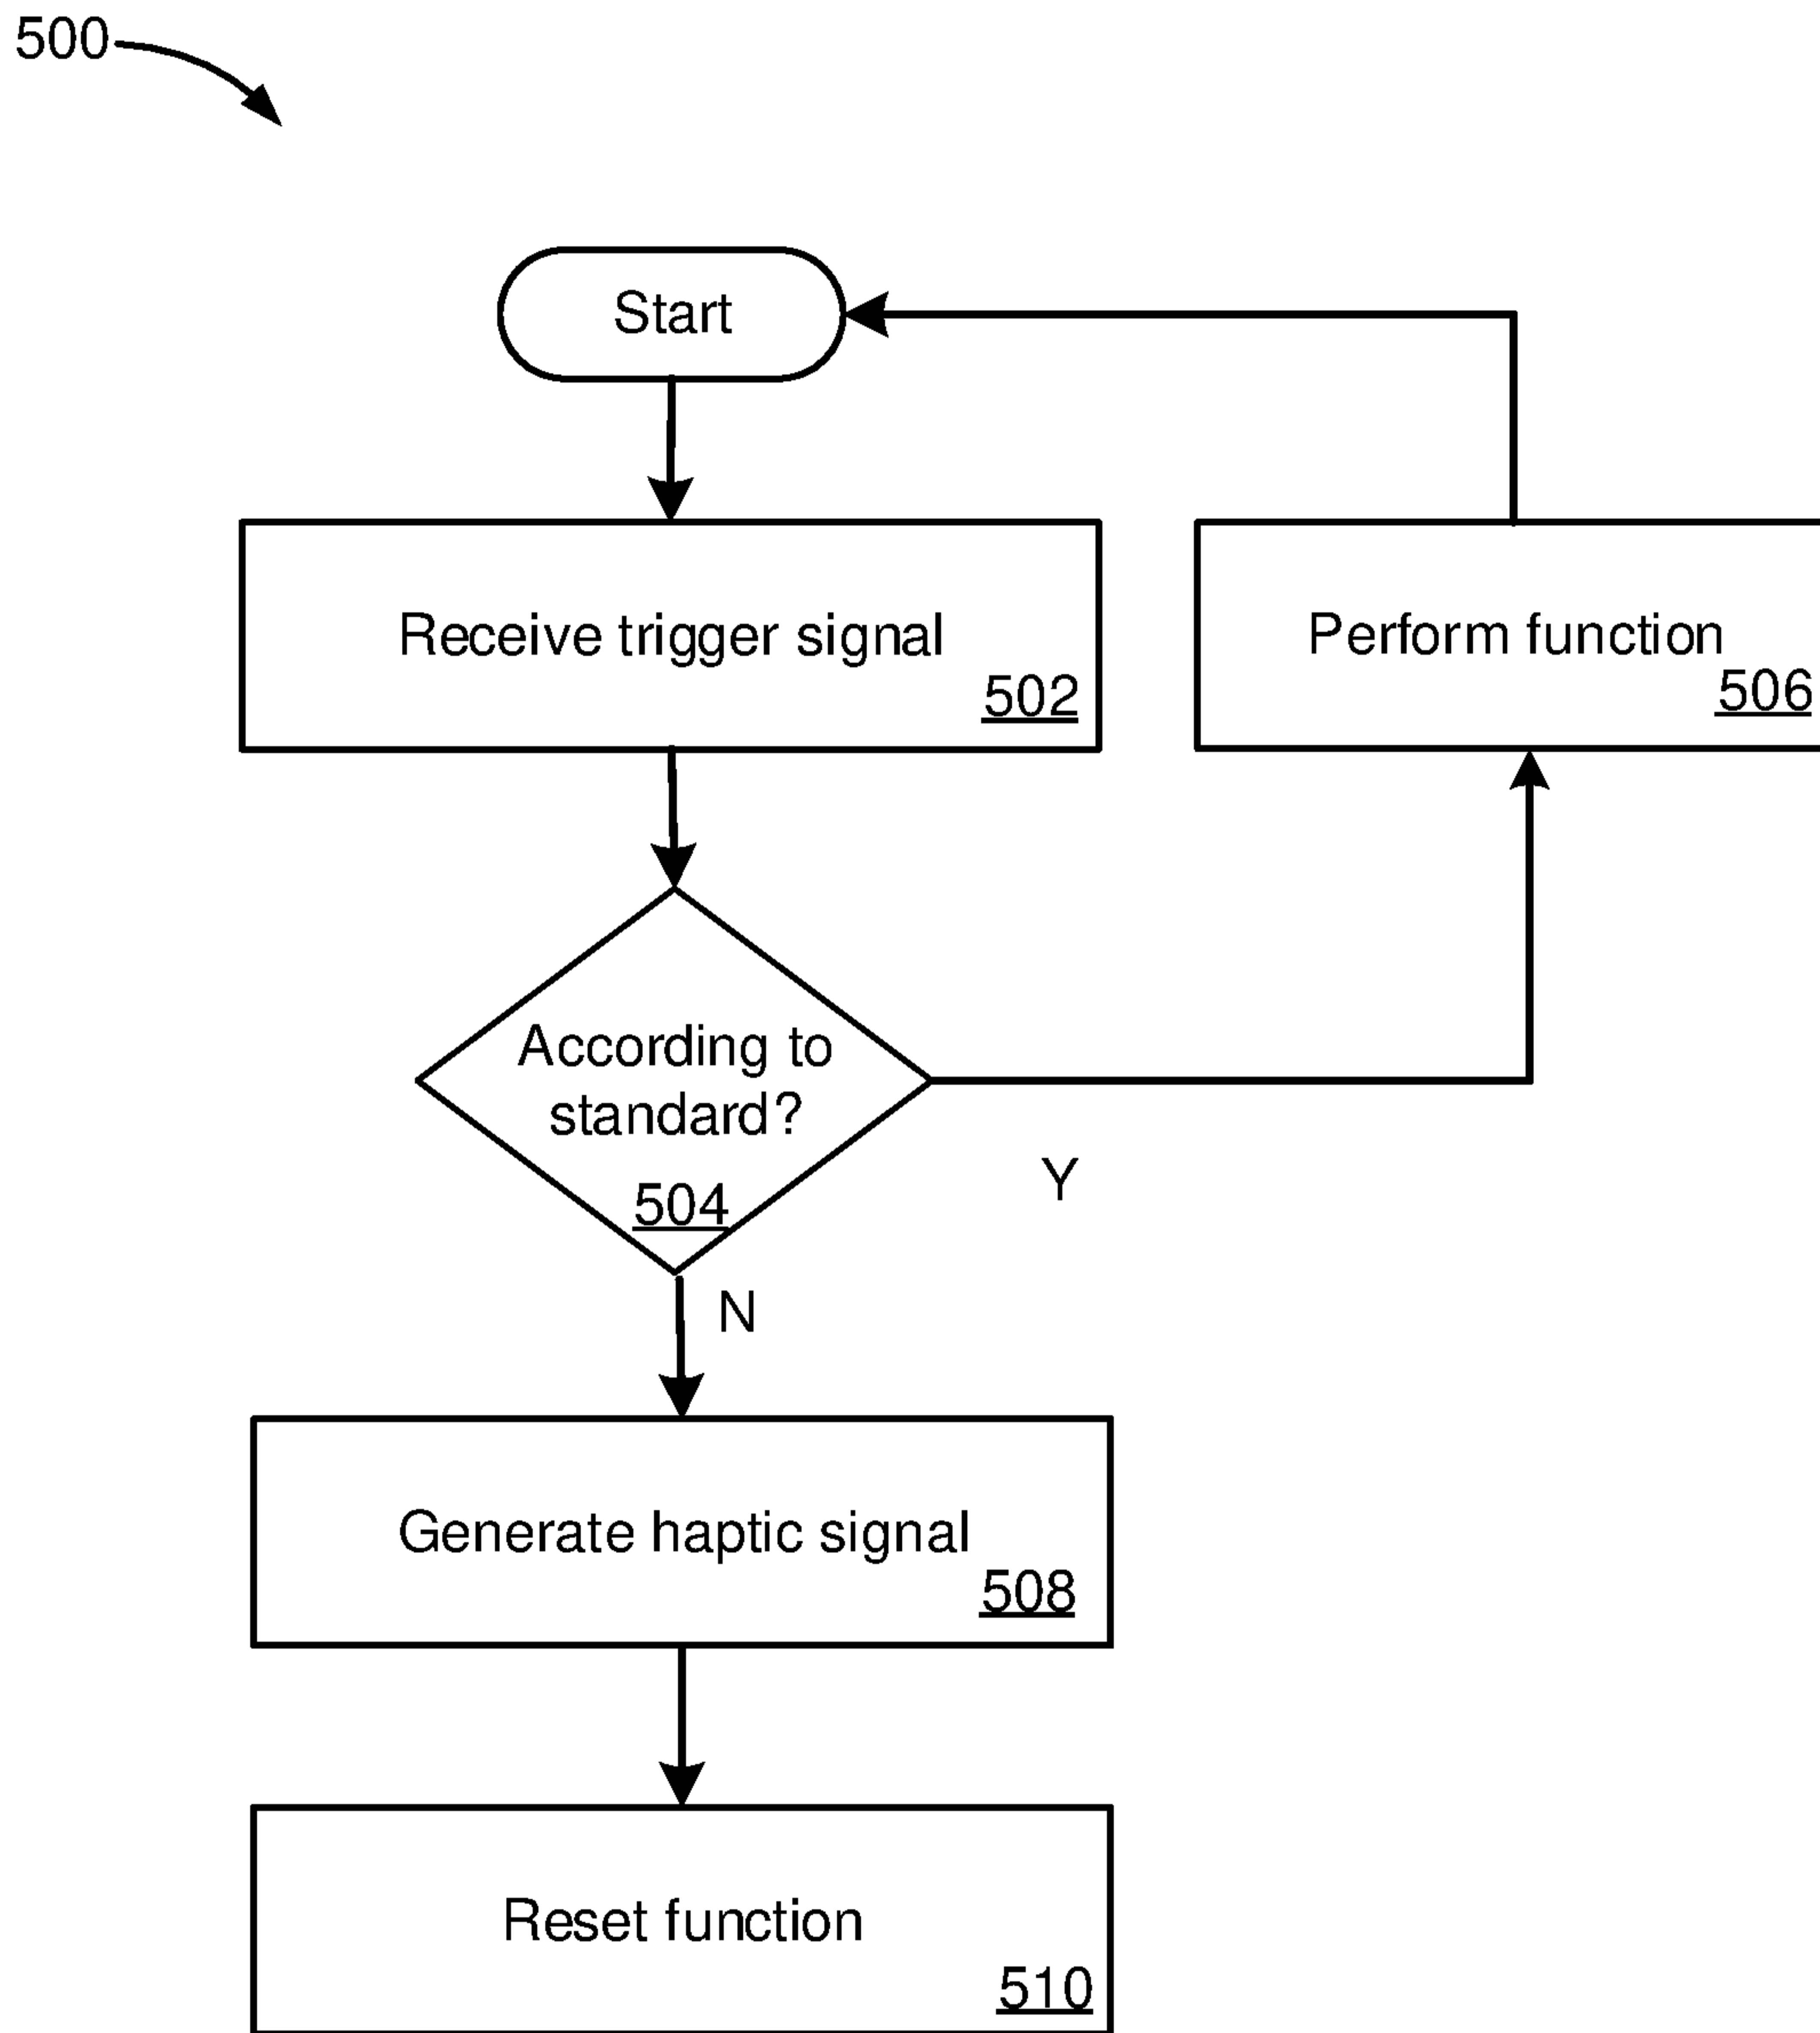 500
Start
Receive trigger signal
502
Perform function
506
According to
standard?
504
Y
N
Generate haptic signal
508
Reset function
510